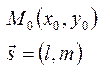 M₀(x₀, y₀)
s⃗ = (l, m)